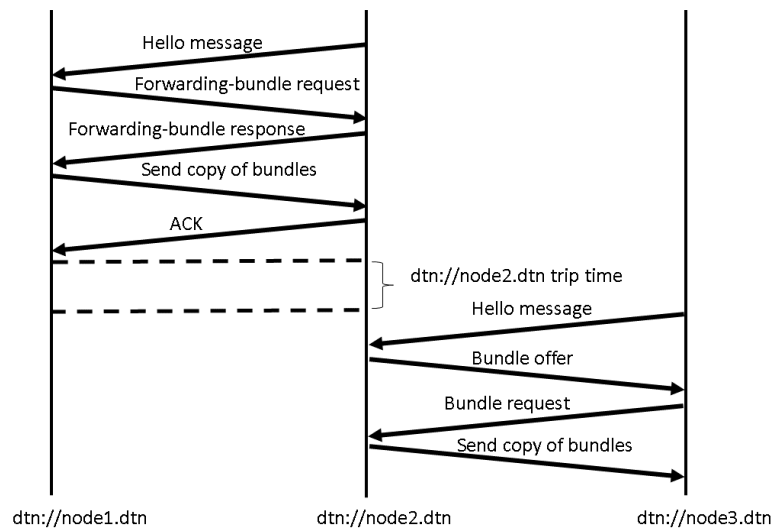 Hello message
Forwarding-bundle request
Forwarding-bundle response
Send copy of bundles
ACK
dtn://node2.dtn trip time
Hello message
Bundle offer
Bundle request
Send copy of bundles
dtn://node1.dtn
dtn://node2.dtn
dtn://node3.dtn